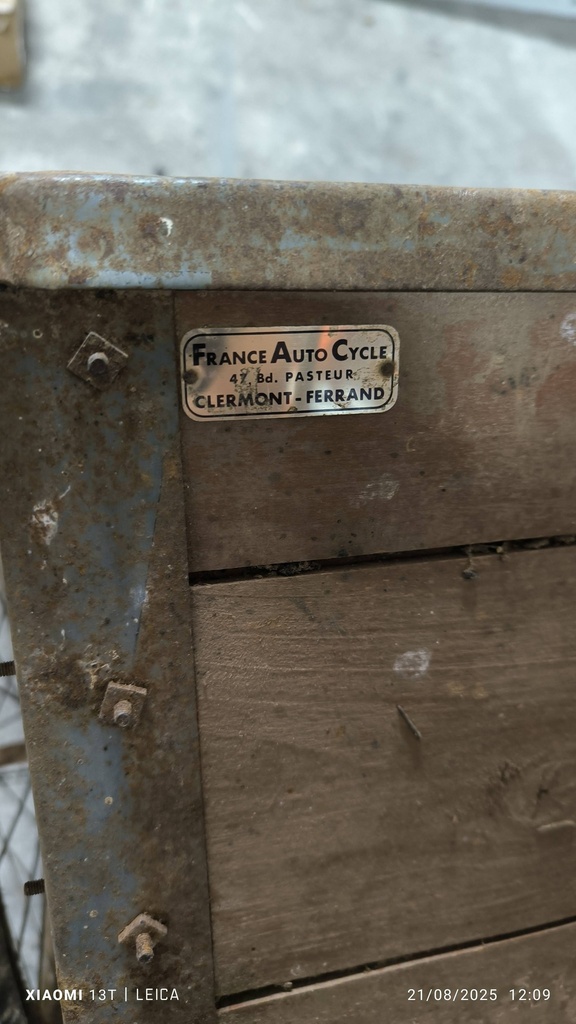 FRANCE AUTO CYCLE
47 Bd. PASTEUR
CLERMONT-FERRAND
XIAOMI 13T | LEICA
21/08/2025 12:09